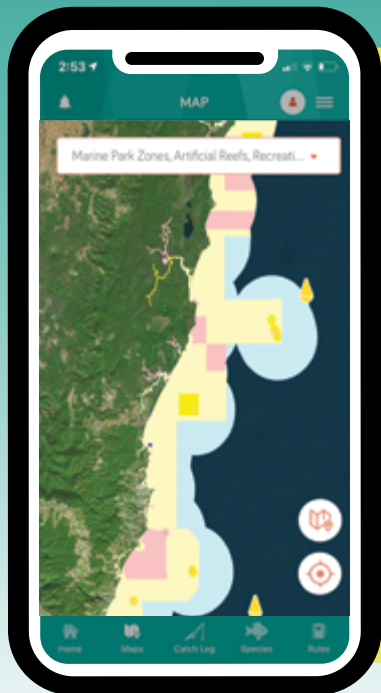 2:53
MAP
Marine Park Zones, Artificial Reefs, Recreati...
Home
Maps
Catch Log
Species
Rules